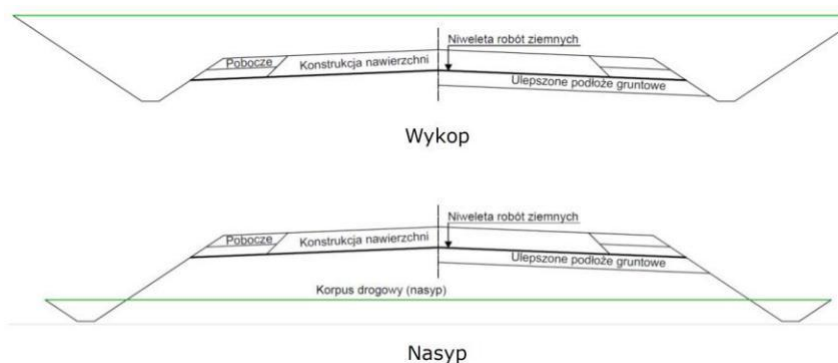 Niweleta robót ziemnych
Pobocze
Konstrukcja nawierzchni
Ulepszone podłoże gruntowe
Wykop
Niweleta robót ziemnych
Pobocze
Konstrukcja nawierzchni
Ulepszone podłoże gruntowe
Korpus drogowy (nasyp)
Nasyp